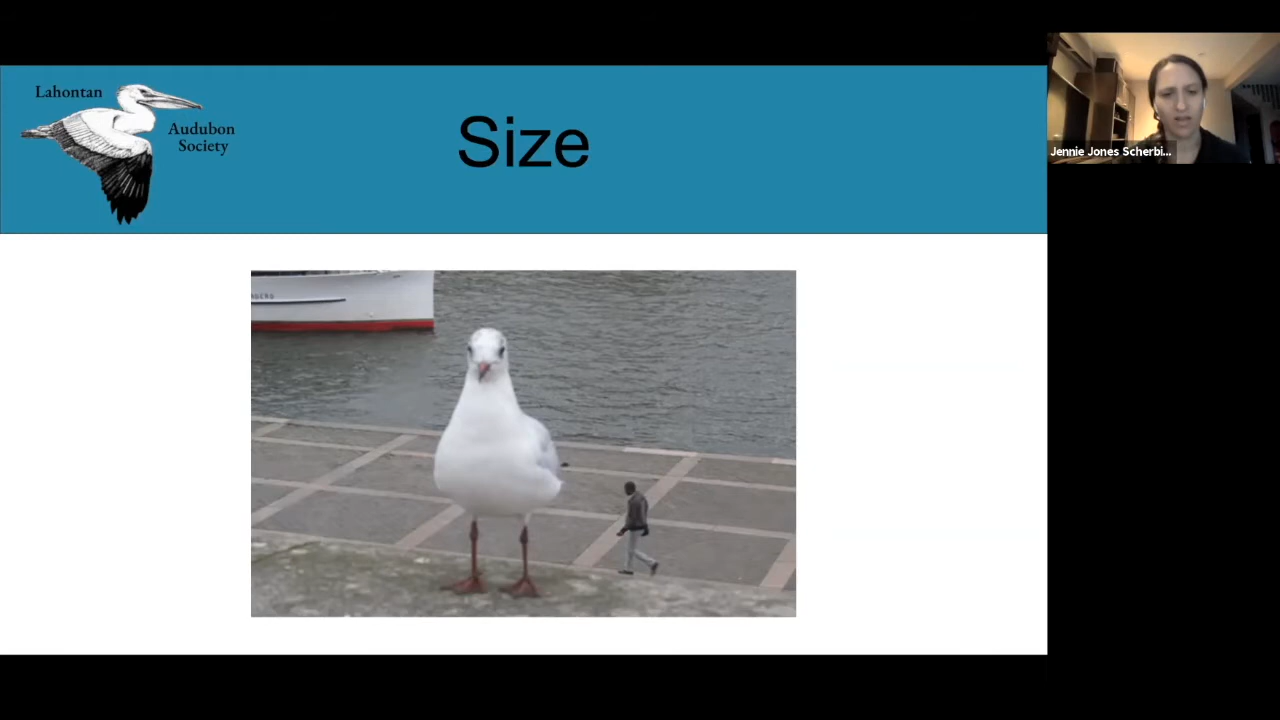 Lahontan
Audubon
Society
Size
Jennie Jones Scherbi...